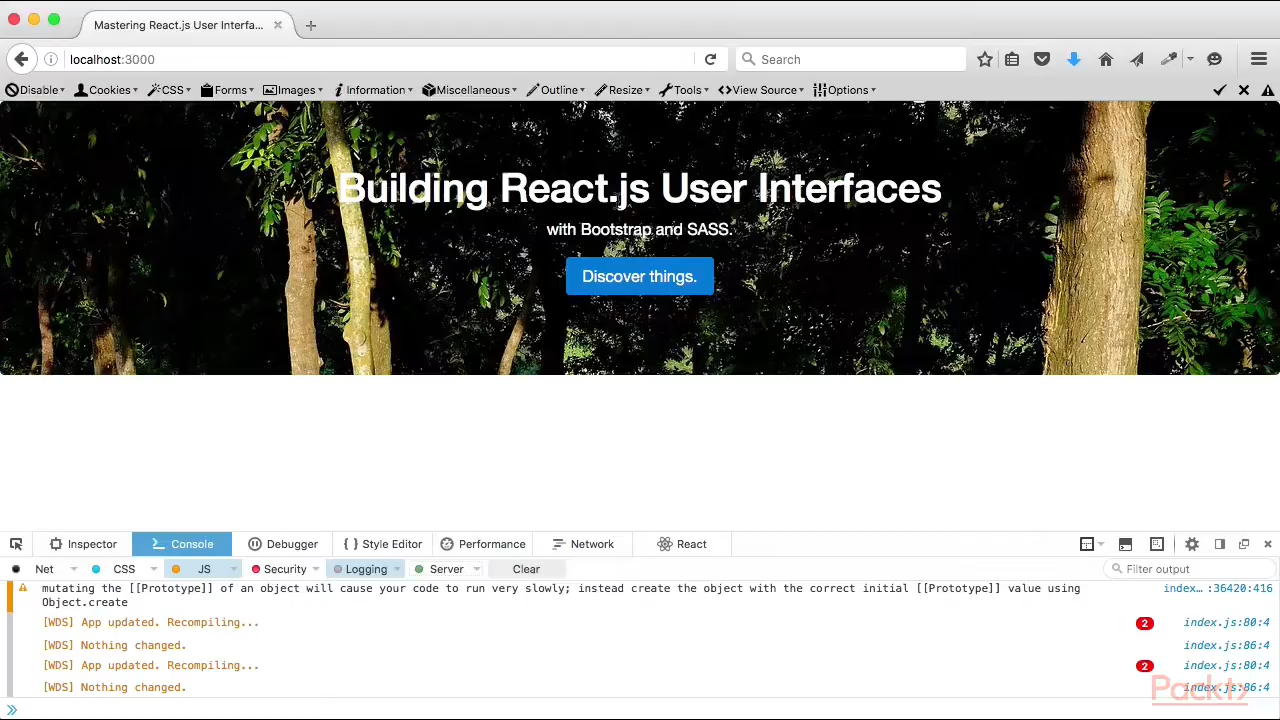 Mastering React.js User Interfa...
localhost:3000
Search
Disable Cookies CSS Forms Images Information Miscellaneous Outline Resize Tools View Source Options
Building React.js User Interfaces
with Bootstrap and SASS.
Discover things.
Inspector Console Debugger Style Editor Performance Network React
Net CSS JS Security Logging Server Clear Filter output
mutating the [[Prototype]] of an object will cause your code to run very slowly; instead create the object with the correct initial [[Prototype]] value using index…:36420:416
Object.create
[WDS] App updated. Recompiling... 2 index.js:80:4
[WDS] Nothing changed. index.js:86:4
[WDS] App updated. Recompiling... 2 index.js:80:4
[WDS] Nothing changed. index.js:86:4
Packt>